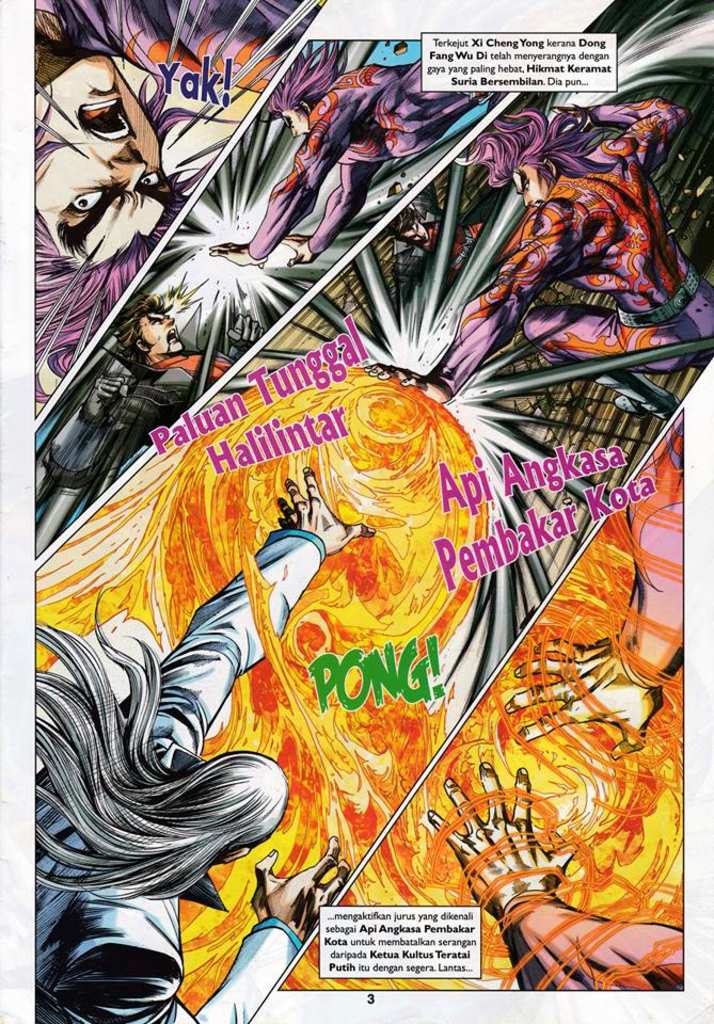 Yak!
Terkejut Xi Cheng Yong kerana Dong
Fang Wu Di telah menyerangnya dengan
gaya yang paling hebat, Hikmat Keramat
Suria Bersembilan. Dia pun...
Paluan Tunggal
Halilintar
Api Angkasa
Pembakar Kota
PONG!
...mengaktifkan jurus yang dikenali
sebagai Api Angkasa Pembakar
Kota untuk membatalkan serangan
daripada Ketua Kultus Teratai
Putih itu dengan segera. Lantas...
3